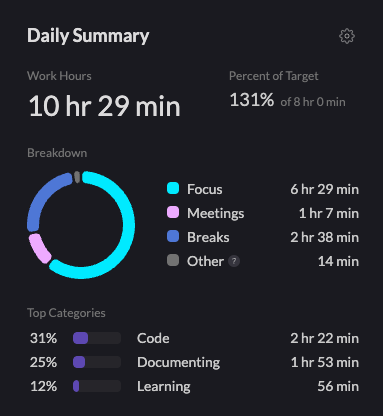 Daily Summary
Work Hours
Percent of Target
10 hr 29 min
131% of 8 hr 0 min
Breakdown
Focus 6 hr 29 min
Meetings 1 hr 7 min
Breaks 2 hr 38 min
Other ? 14 min
Top Categories
31% Code 2 hr 22 min
25% Documenting 1 hr 53 min
12% Learning 56 min